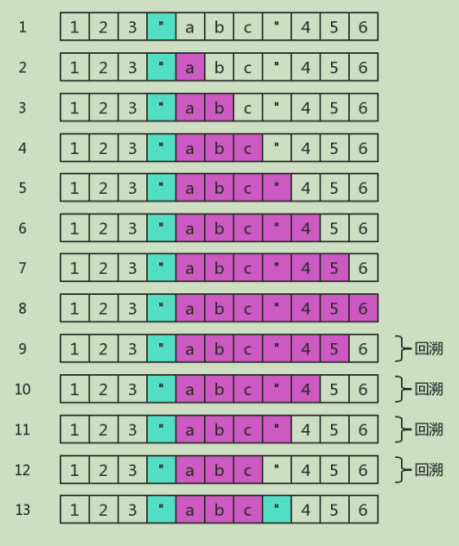 1 1 2 3 " a b c " 4 5 6
2 1 2 3 " a b c " 4 5 6
3 1 2 3 " a b c " 4 5 6
4 1 2 3 " a b c " 4 5 6
5 1 2 3 " a b c " 4 5 6
6 1 2 3 " a b c " 4 5 6
7 1 2 3 " a b c " 4 5 6
8 1 2 3 " a b c " 4 5 6
9 1 2 3 " a b c " 4 5 6 回溯
10 1 2 3 " a b c " 4 5 6 回溯
11 1 2 3 " a b c " 4 5 6 回溯
12 1 2 3 " a b c " 4 5 6 回溯
13 1 2 3 " a b c " 4 5 6